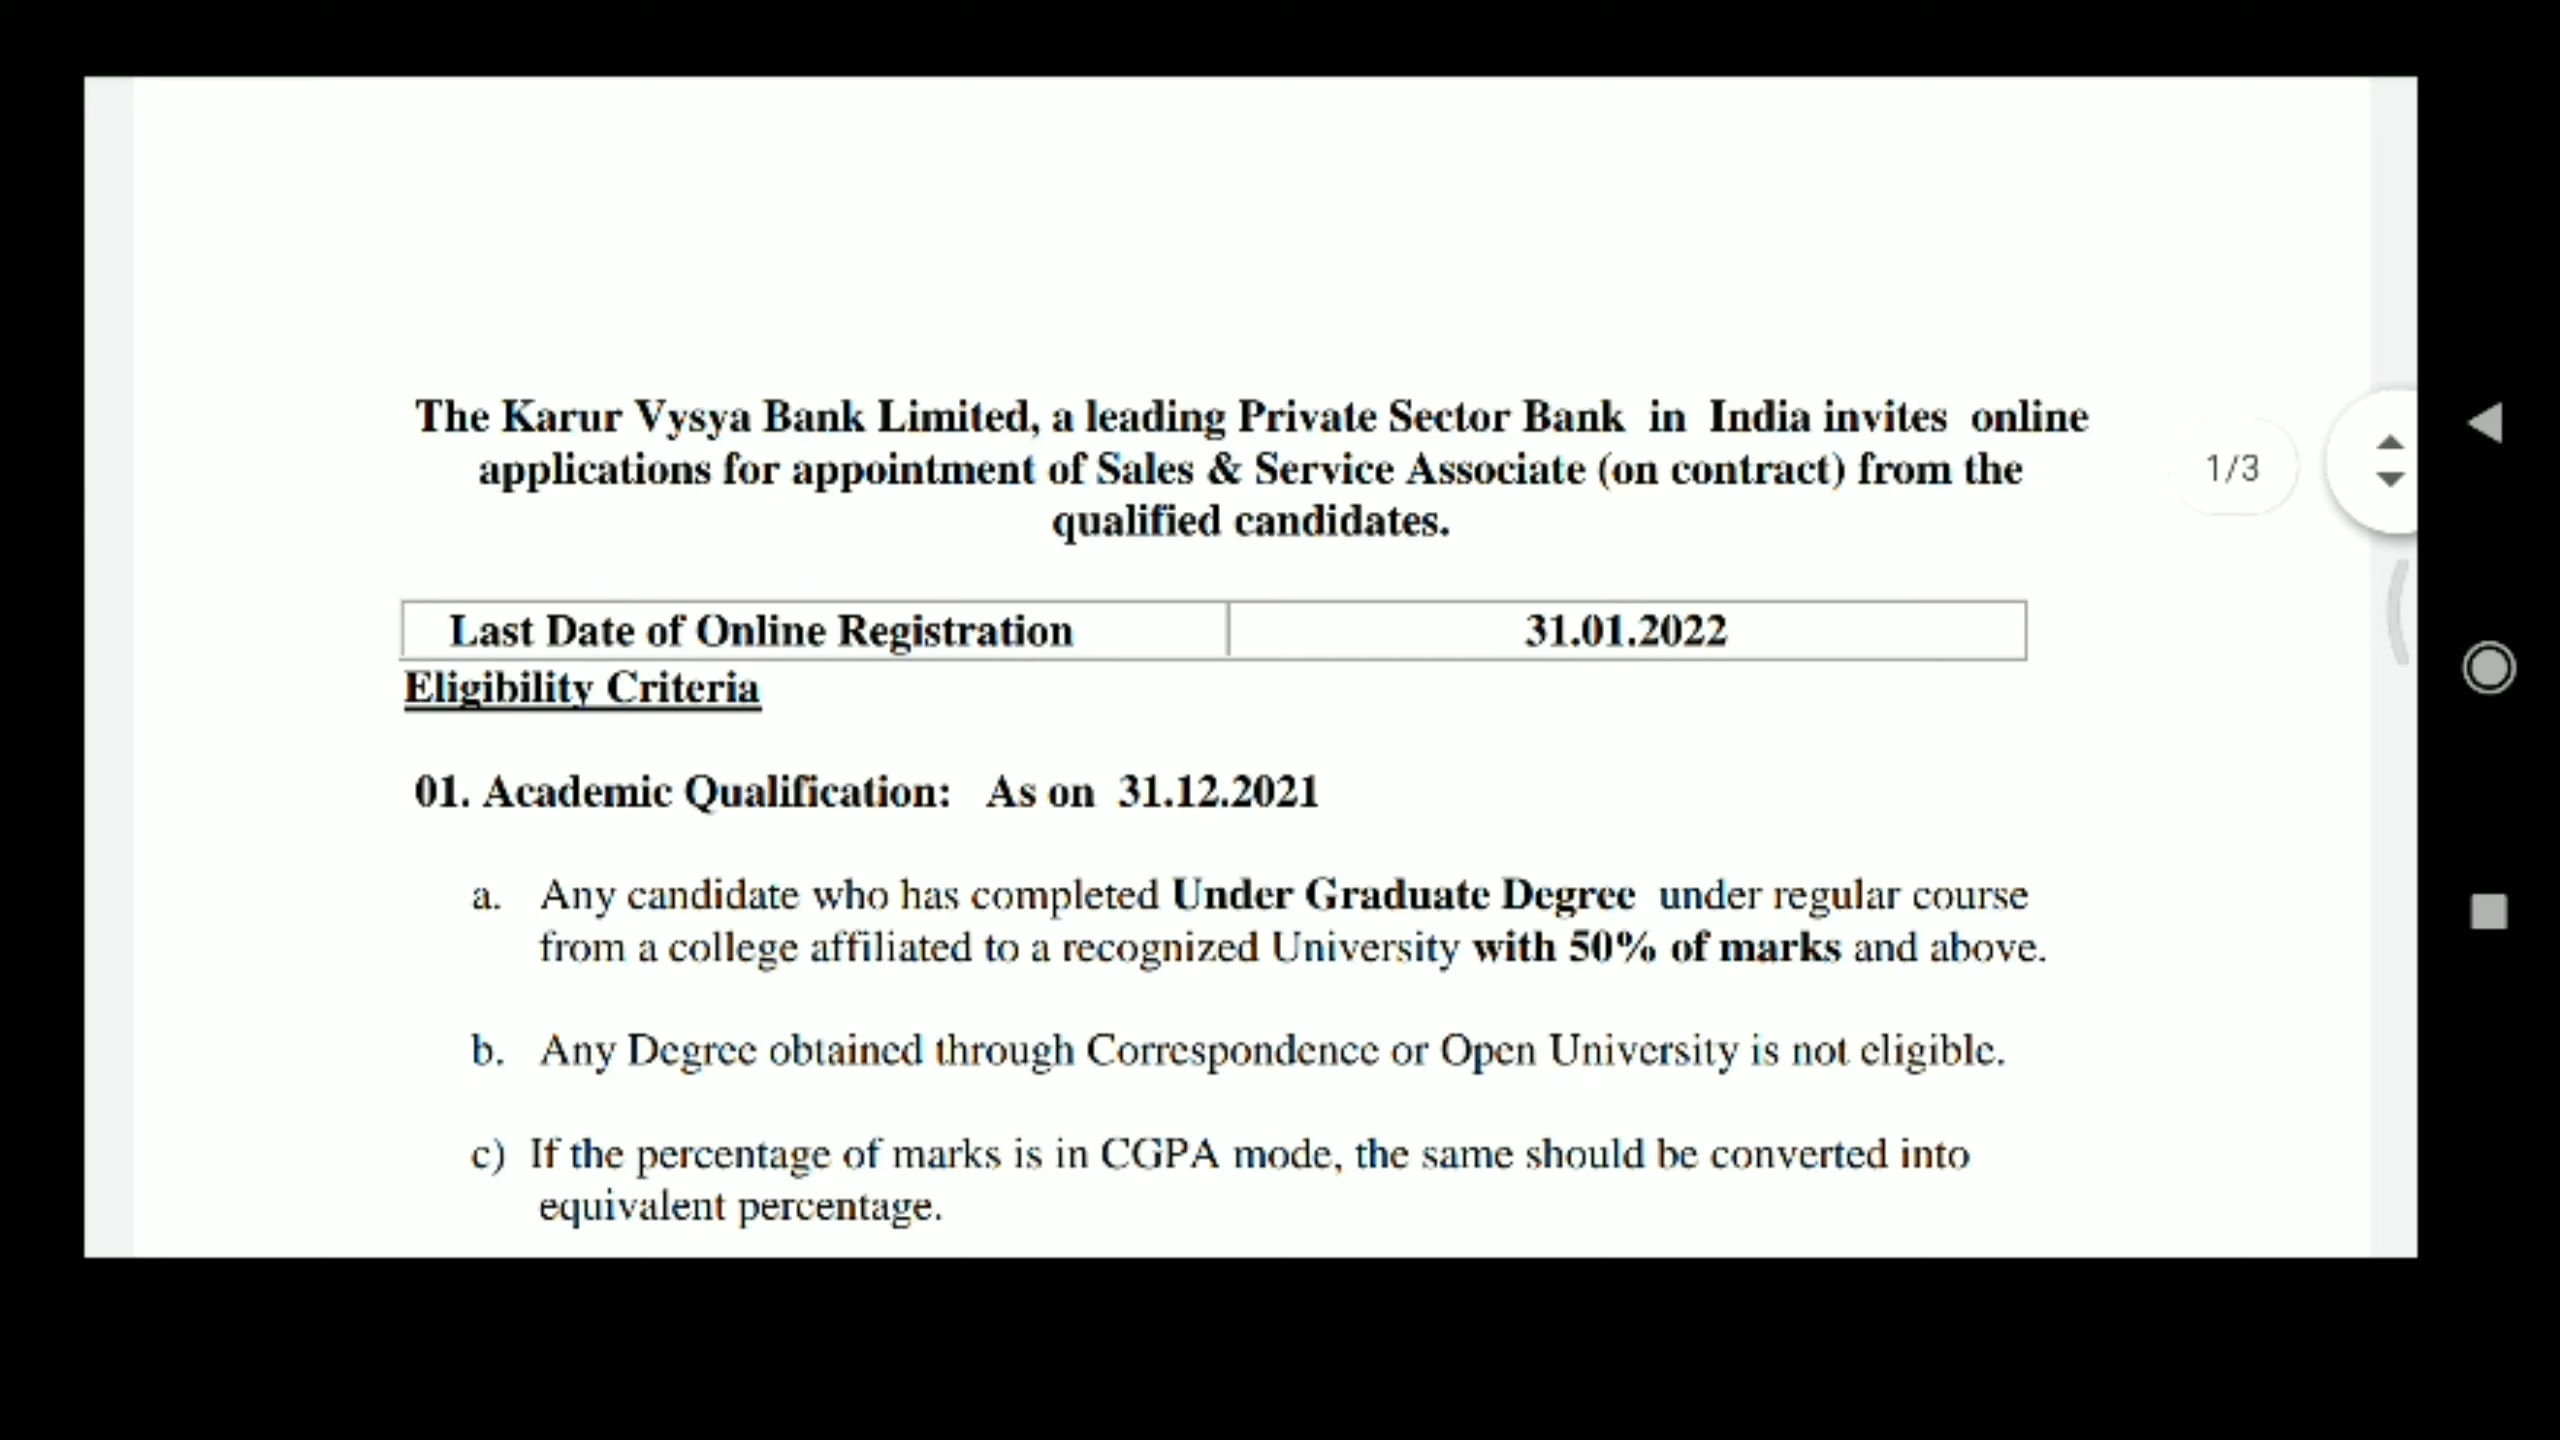 The Karur Vysya Bank Limited, a leading Private Sector Bank in India invites online
applications for appointment of Sales & Service Associate (on contract) from the
qualified candidates.
1/3
Last Date of Online Registration 31.01.2022
Eligibility Criteria
01. Academic Qualification: As on 31.12.2021
a. Any candidate who has completed Under Graduate Degree under regular course
from a college affiliated to a recognized University with 50% of marks and above.
b. Any Degree obtained through Correspondence or Open University is not eligible.
c) If the percentage of marks is in CGPA mode, the same should be converted into
equivalent percentage.